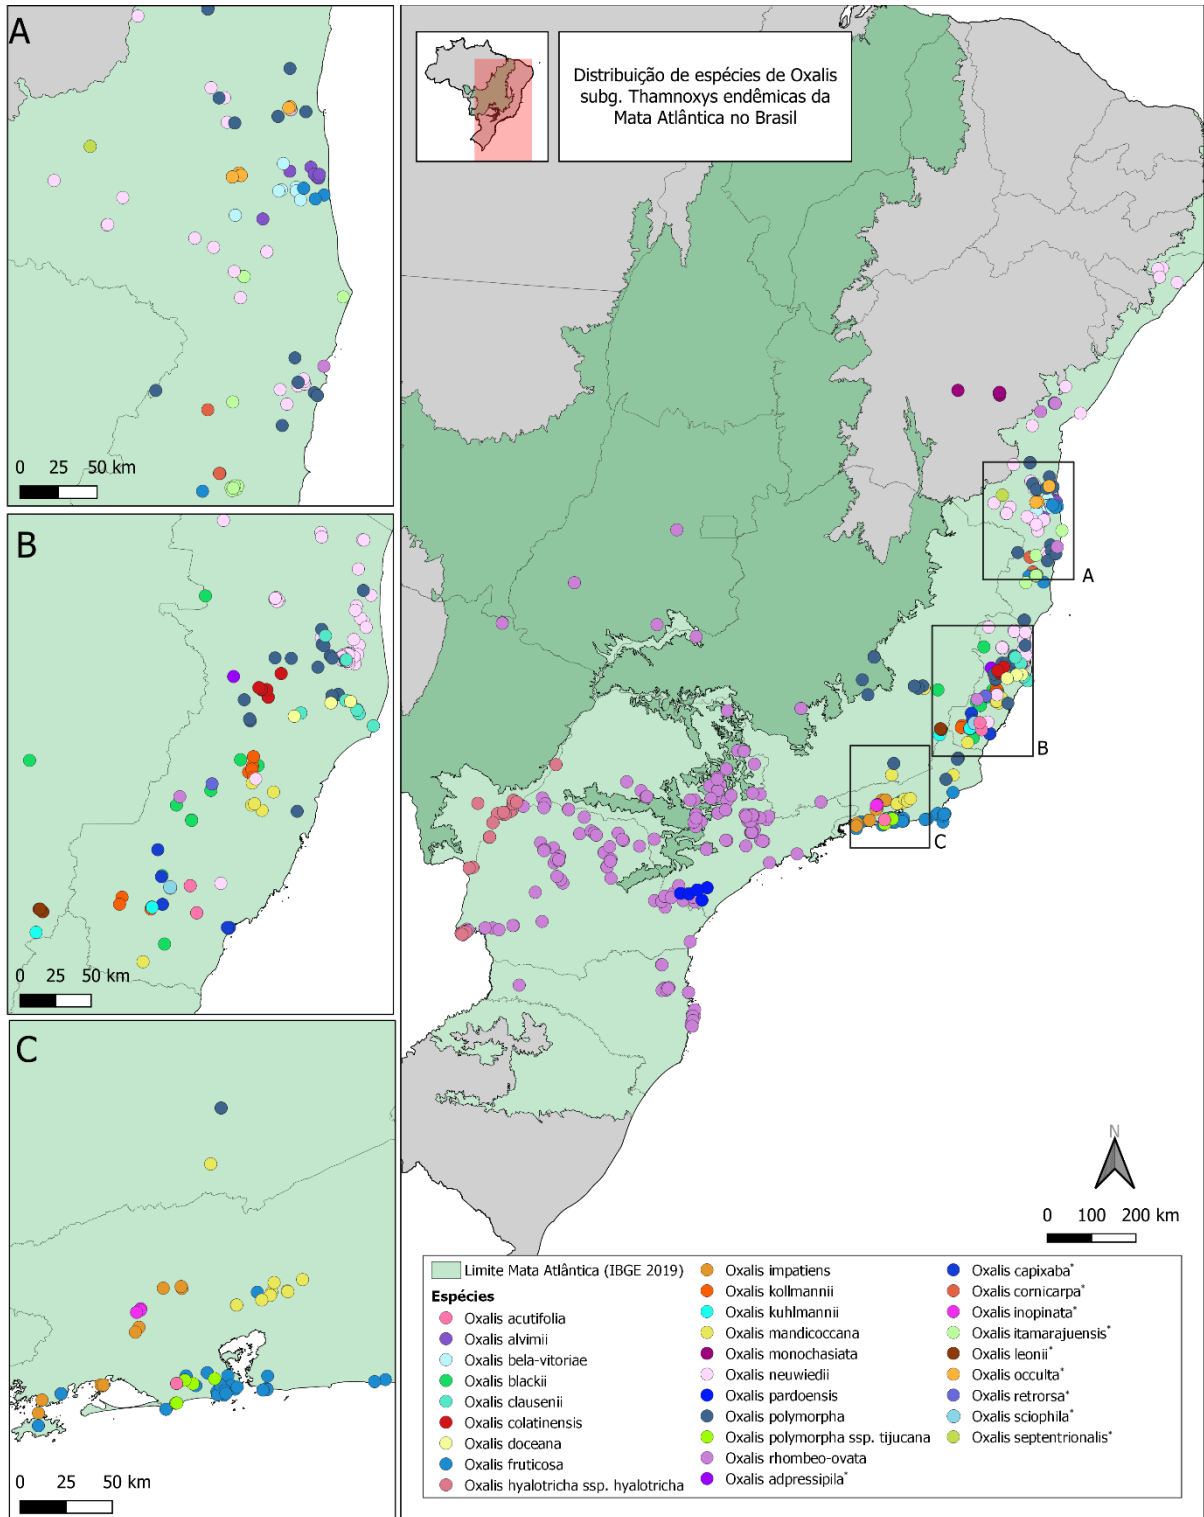 A
0 25 50 km
B
0 25 50 km
C
0 25 50 km
Distribuição de espécies de Oxalis
subg. Thamnoxys endêmicas da
Mata Atlântica no Brasil
A
B
C
N
0 100 200 km
Limite Mata Atlântica (IBGE 2019)
Espécies
Oxalis acutifolia
Oxalis alvimii
Oxalis bela-vitoriae
Oxalis blackii
Oxalis clausenii
Oxalis colatinensis
Oxalis doceana
Oxalis fruticosa
Oxalis hyalotricha ssp. hyalotricha
Oxalis impatiens
Oxalis kollmannii
Oxalis kuhlmannii
Oxalis mandioccana
Oxalis monochasiata
Oxalis neuwiedii
Oxalis pardoensis
Oxalis polymorpha
Oxalis polymorpha ssp. tijucana
Oxalis rhombeo-ovata
Oxalis adpressipila*
Oxalis capixaba*
Oxalis cornicarpa*
Oxalis inopinata*
Oxalis itamarajuensis*
Oxalis leonii*
Oxalis occulta*
Oxalis retrorsa*
Oxalis sciophila*
Oxalis septentrionalis*